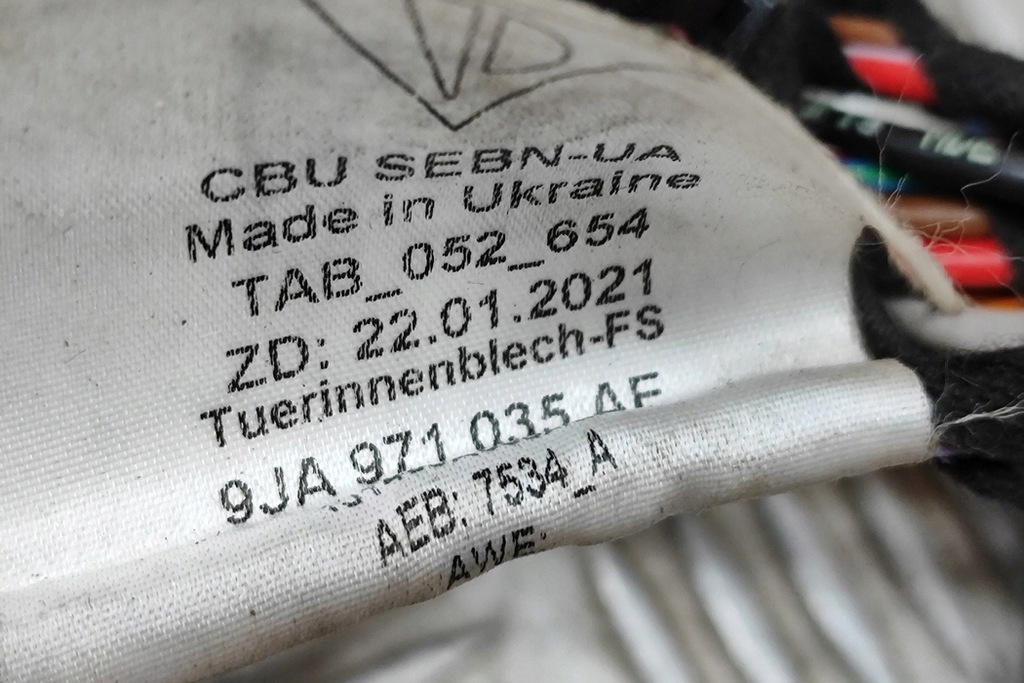 VD
CBU SEBN-UA
Made in Ukraine
TAB_052_654
ZD: 22.01.2021
Tuerinnenblech-FS
9JA 971 035
AEB: 7534_A
AWE: